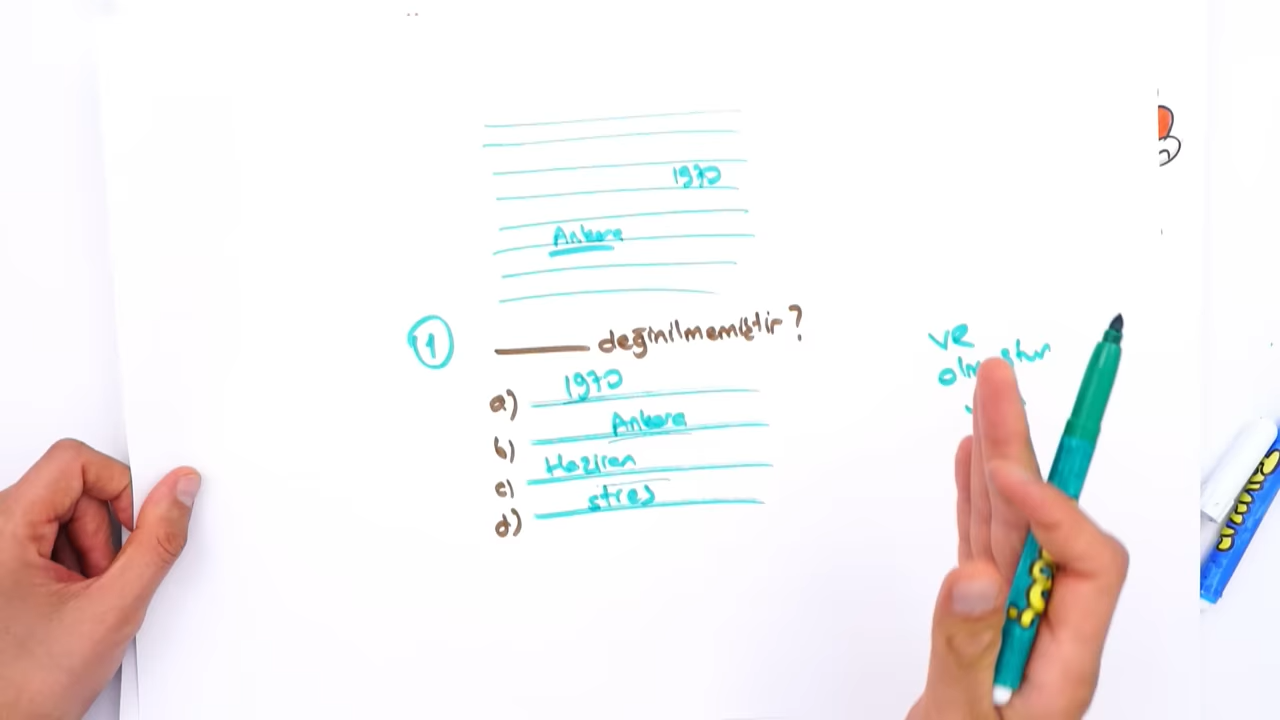 1970
Ankara
1 değinilmemiştir?
a) 1970
b) Ankara
c) Haziran
d) stres
ve